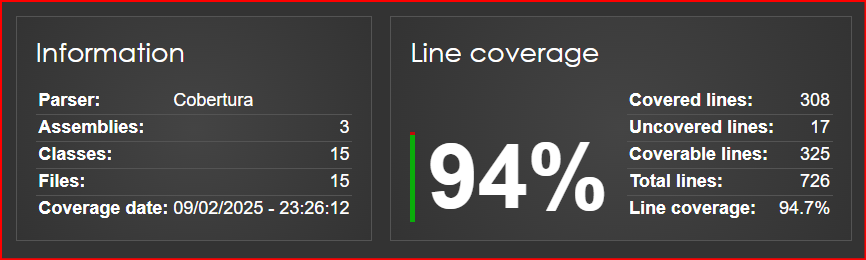 Information
Parser: Cobertura
Assemblies: 3
Classes: 15
Files: 15
Coverage date: 09/02/2025 - 23:26:12
Line coverage
94%
Covered lines: 308
Uncovered lines: 17
Coverable lines: 325
Total lines: 726
Line coverage: 94.7%